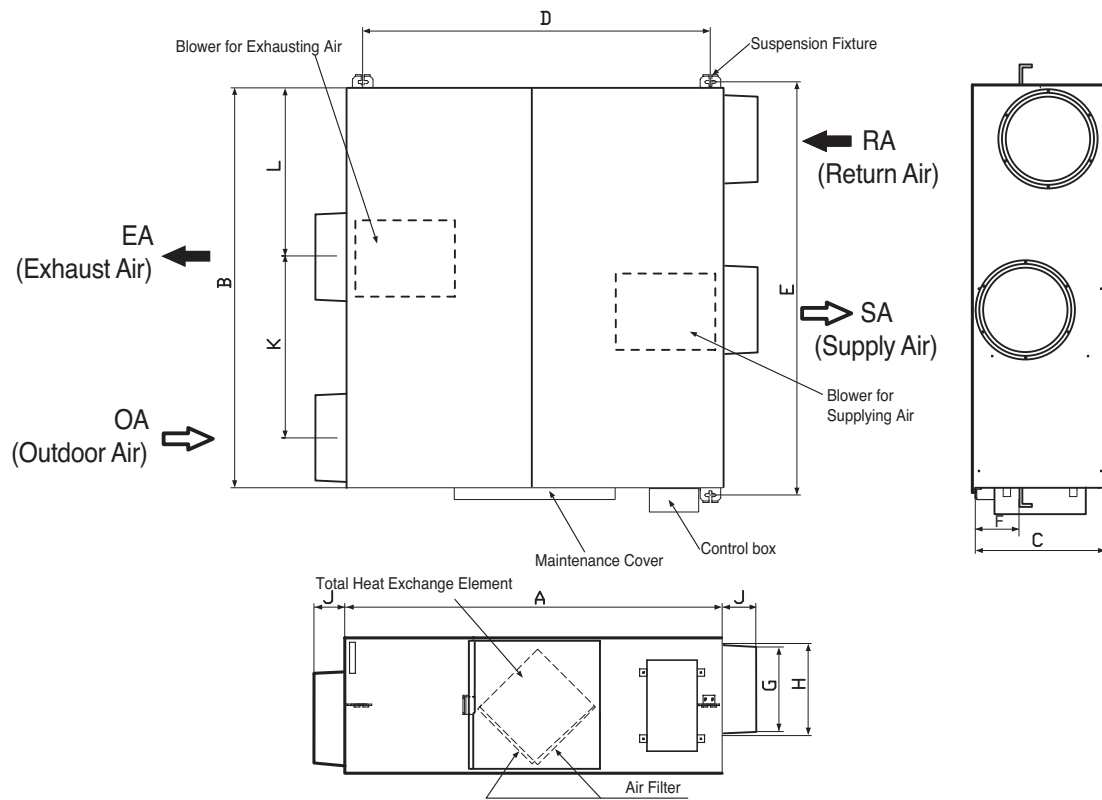 D
Blower for Exhausting Air
Suspension Fixture
L
RA
(Return Air)
EA
(Exhaust Air)
B
E
SA
(Supply Air)
K
Blower for
Supplying Air
OA
(Outdoor Air)
F
C
Control box
Maintenance Cover
Total Heat Exchange Element
J
A
J
G
H
Air Filter